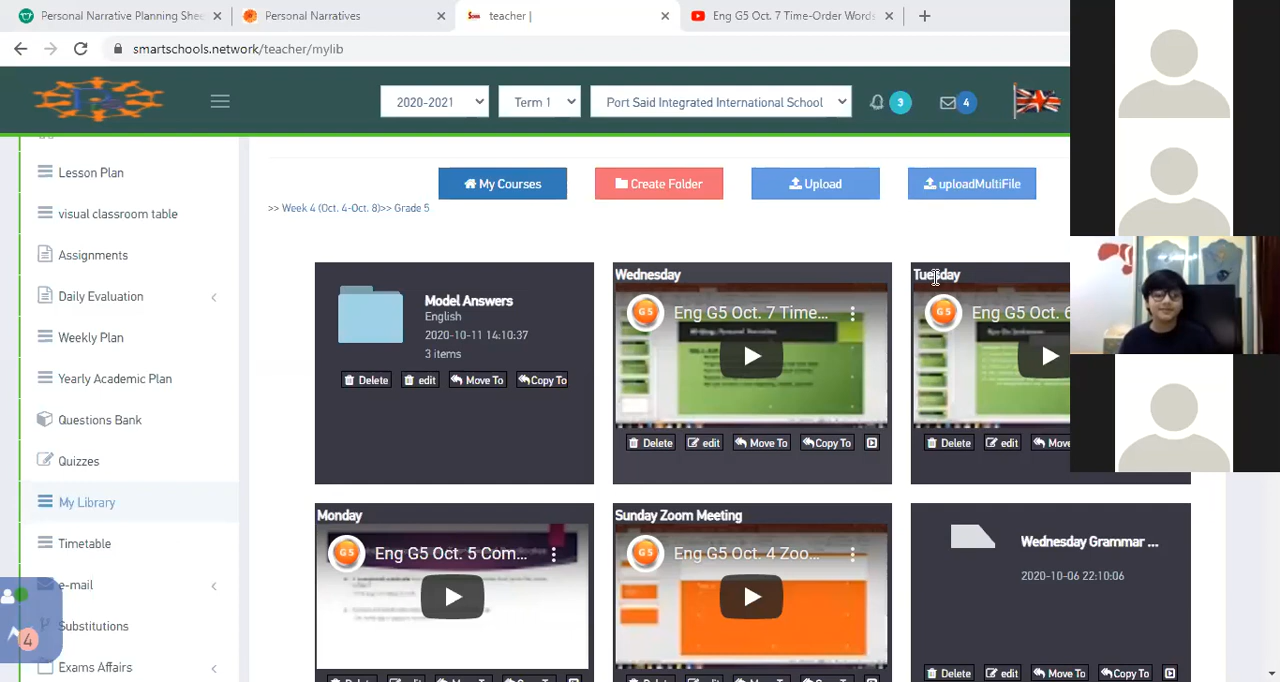 Personal Narrative Planning Shee
Personal Narratives
teacher |
Eng G5 Oct. 7 Time-Order Words
smartschools.network/teacher/mylib
2020-2021
Term 1
Port Said Integrated International School
3
4
Lesson Plan
visual classroom table
Assignments
Daily Evaluation
Weekly Plan
Yearly Academic Plan
Questions Bank
Quizzes
My Library
Timetable
e-mail
Substitutions
4
Exams Affairs
My Courses
Create Folder
Upload
uploadMultiFile
>> Week 4 (Oct. 4-Oct. 8)>> Grade 5
Model Answers
English
2020-10-11 14:10:37
3 items
Delete edit Move To Copy To
Wednesday
G5 Eng G5 Oct. 7 Time...
Delete edit Move To Copy To
Tuesday
G5 Eng G5 Oct. 6
Delete edit Move
Monday
G5 Eng G5 Oct. 5 Com...
Sunday Zoom Meeting
G5 Eng G5 Oct. 4 Zoo...
Wednesday Grammar ...
2020-10-06 22:10:06
Delete edit Move To Copy To